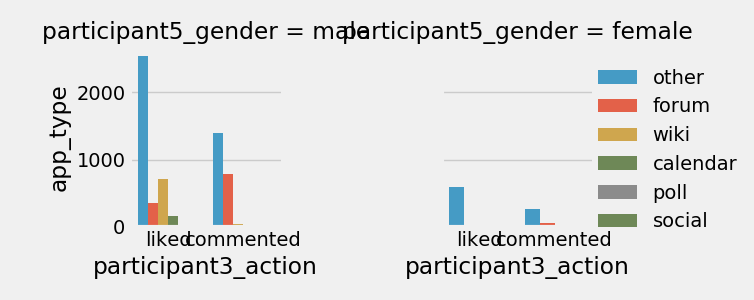 participant5_gender = male
participant5_gender = female
app_type
2000
1000
0
liked
commented
participant3_action
liked
commented
participant3_action
other
forum
wiki
calendar
poll
social